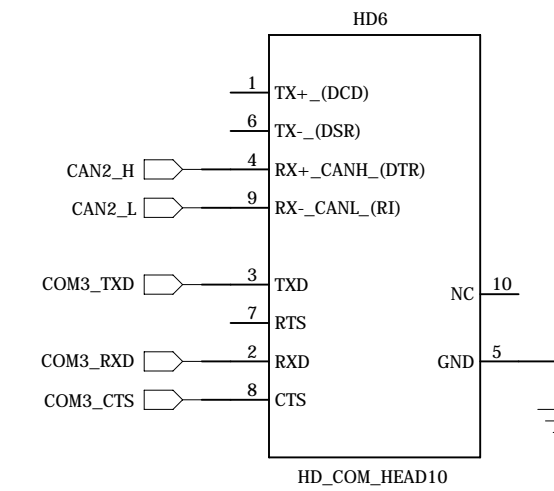 HD6
1 TX+_(DCD)
6 TX-_(DSR)
CAN2_H 4 RX+_CANH_(DTR)
CAN2_L 9 RX-_CANL_(RI)
COM3_TXD 3 TXD
NC 10
7 RTS
COM3_RXD 2 RXD GND 5
COM3_CTS 8 CTS
HD_COM_HEAD10